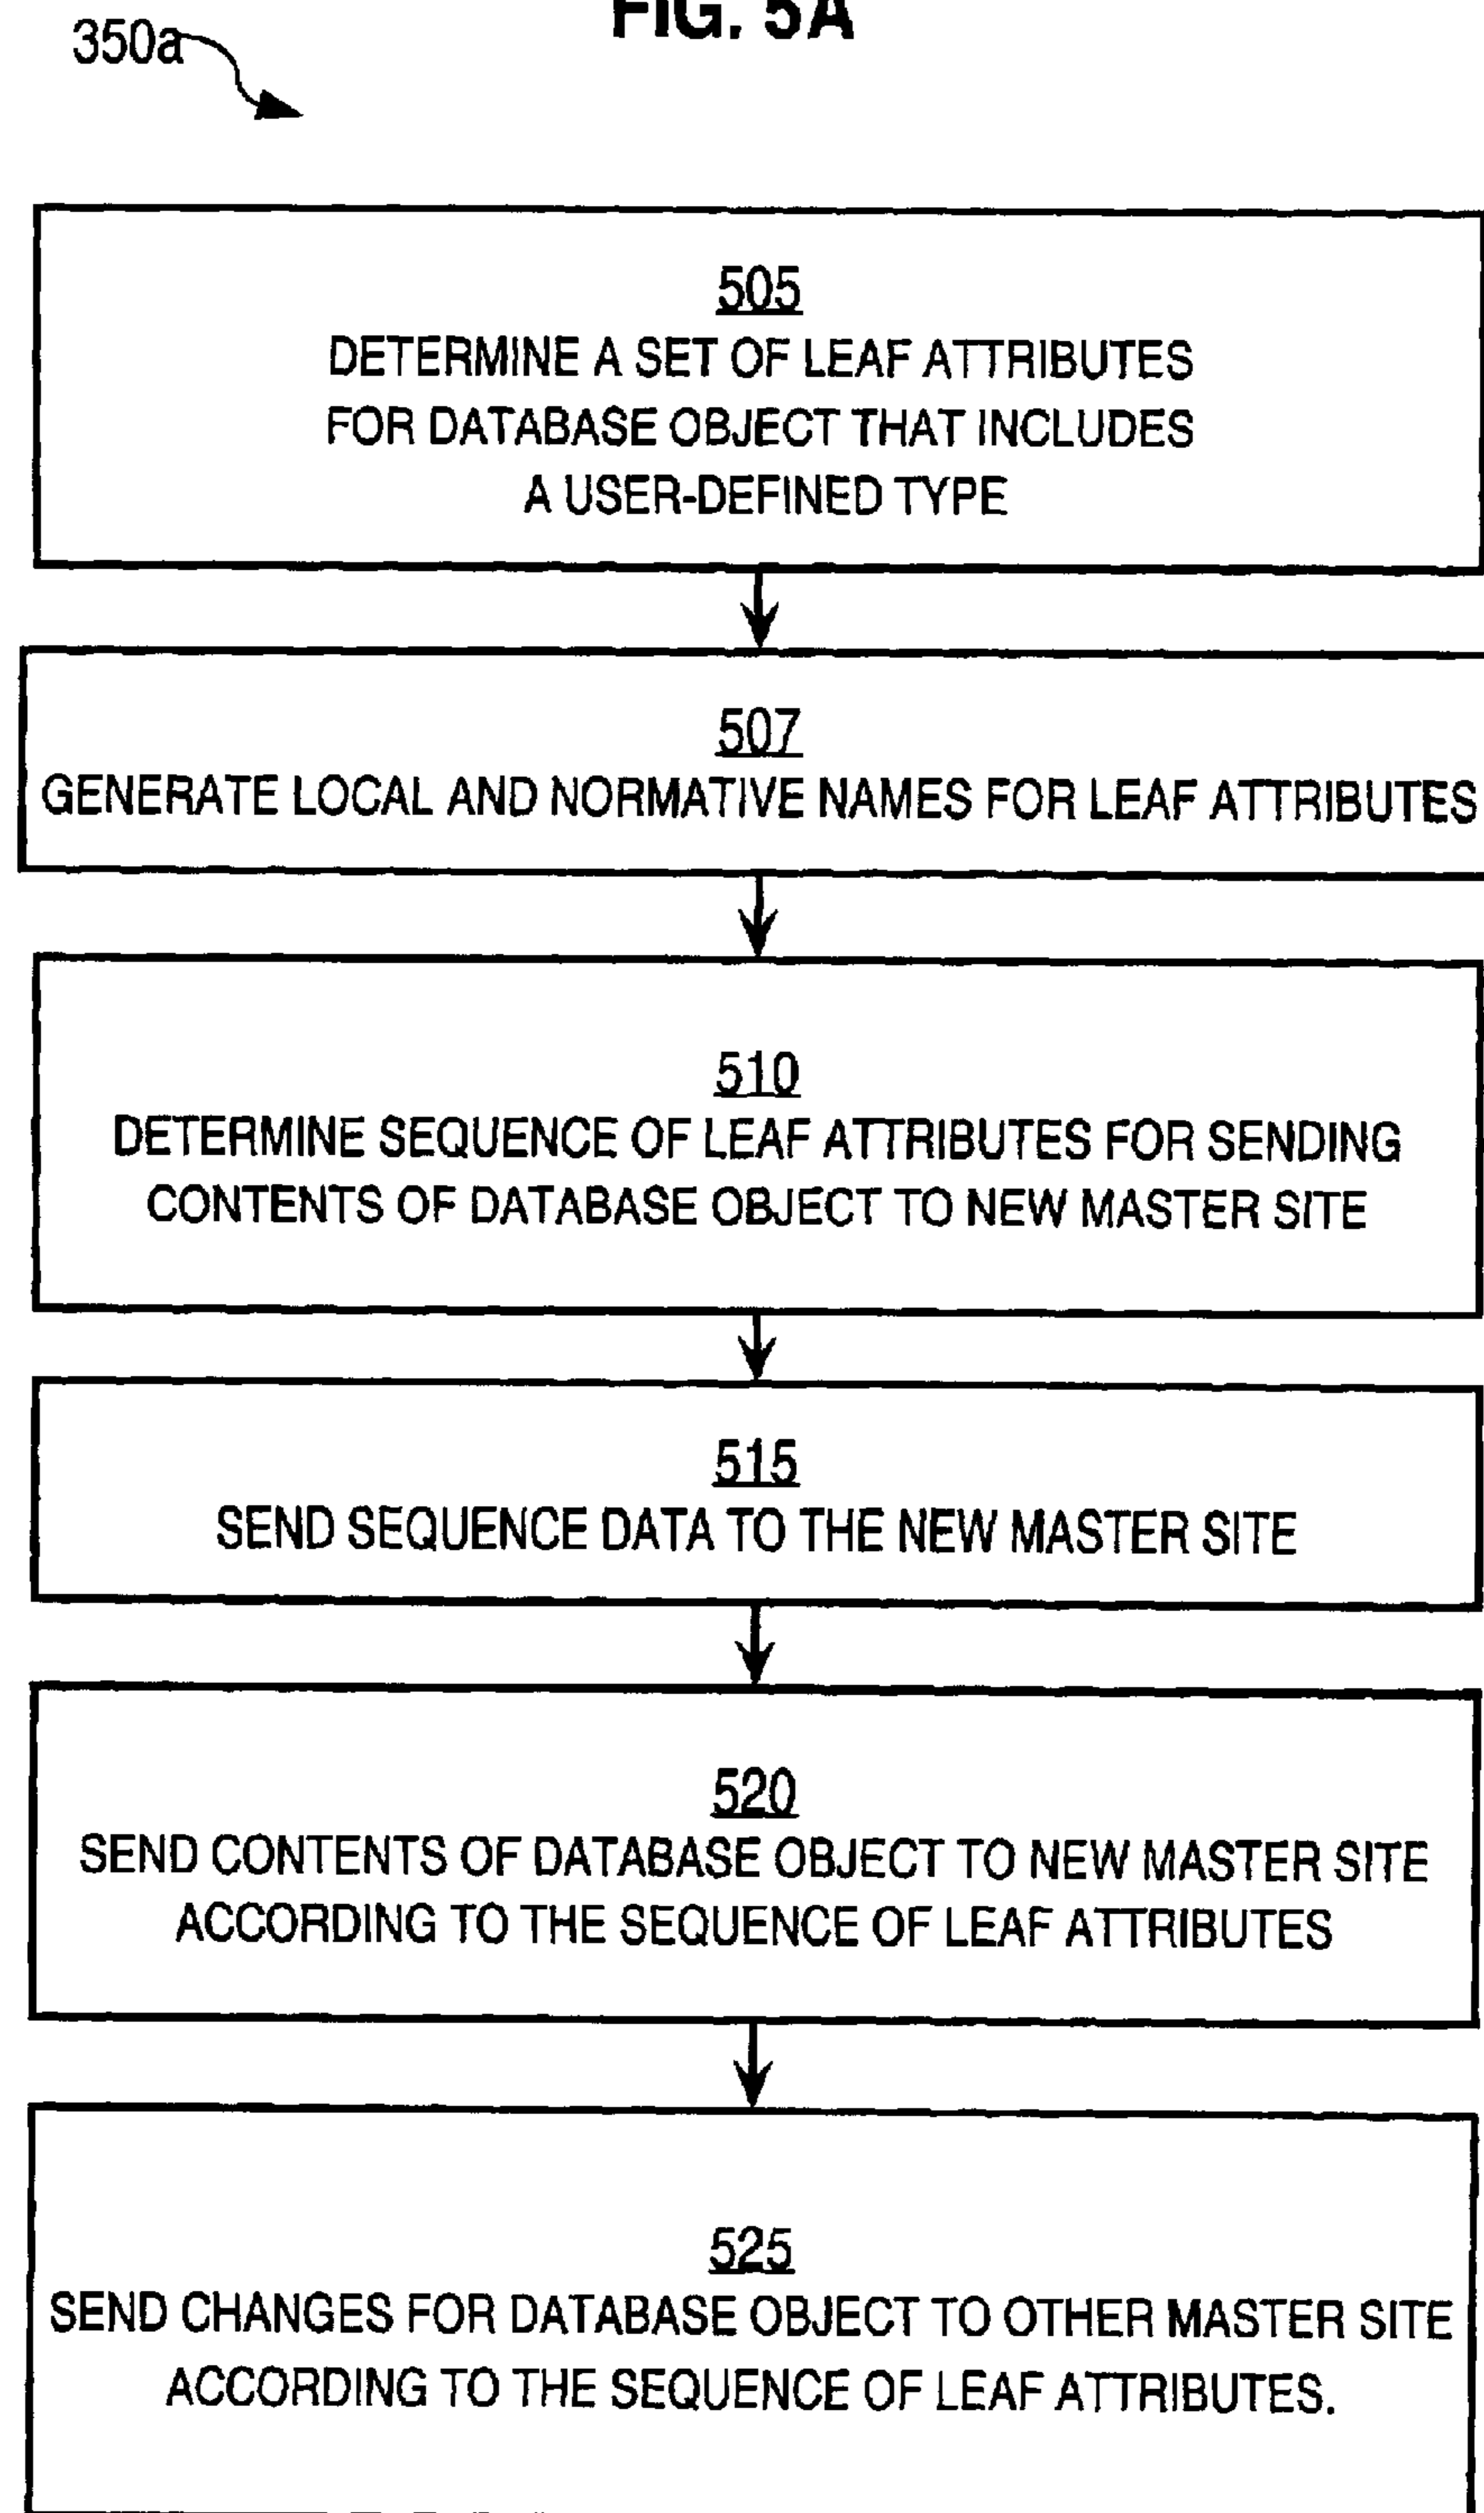 FIG. 5A
350a
505
DETERMINE A SET OF LEAF ATTRIBUTES
FOR DATABASE OBJECT THAT INCLUDES
A USER-DEFINED TYPE
507
GENERATE LOCAL AND NORMATIVE NAMES FOR LEAF ATTRIBUTES
510
DETERMINE SEQUENCE OF LEAF ATTRIBUTES FOR SENDING
CONTENTS OF DATABASE OBJECT TO NEW MASTER SITE
515
SEND SEQUENCE DATA TO THE NEW MASTER SITE
520
SEND CONTENTS OF DATABASE OBJECT TO NEW MASTER SITE
ACCORDING TO THE SEQUENCE OF LEAF ATTRIBUTES
525
SEND CHANGES FOR DATABASE OBJECT TO OTHER MASTER SITE
ACCORDING TO THE SEQUENCE OF LEAF ATTRIBUTES.